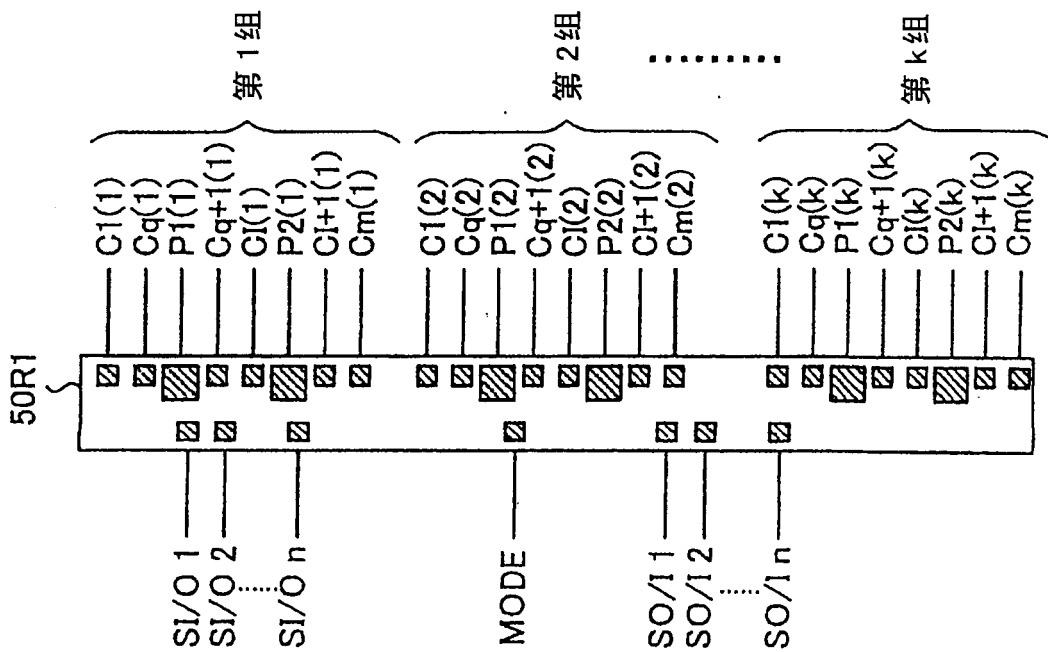 50R1
SI/O 1
SI/O 2
SI/O n
MODE
SO/I 1
SO/I 2
SO/I n
C1(1)
Cq(1)
P1(1)
Cq+1(1)
Cl(1)
P2(1)
Cl+1(1)
Cm(1)
第1组
C1(2)
Cq(2)
P1(2)
Cq+1(2)
Cl(2)
P2(2)
Cl+1(2)
Cm(2)
第2组
C1(k)
Cq(k)
P1(k)
Cq+1(k)
Cl(k)
P2(k)
Cl+1(k)
Cm(k)
第k组